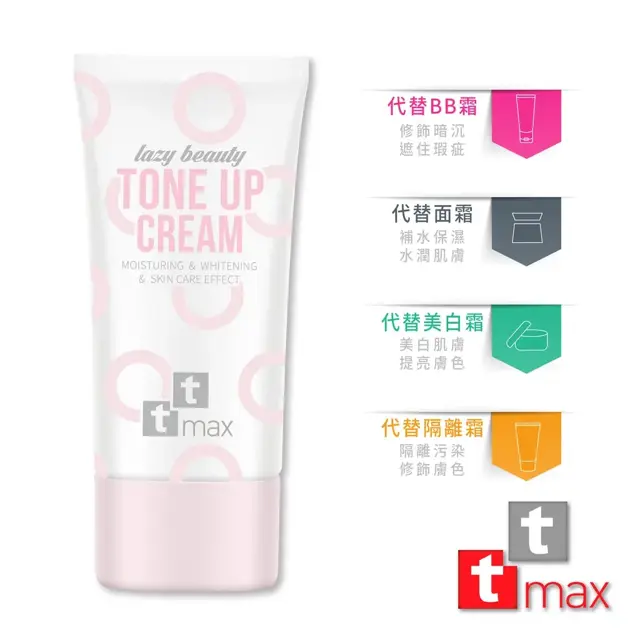 lazy beauty
TONE UP
CREAM
MOISTURING & WHITENING
& SKIN CARE EFFECT
t
t max
代替BB霜
修飾暗沉
遮住瑕疵
代替面霜
補水保濕
水潤肌膚
代替美白霜
美白肌膚
提亮膚色
代替隔離霜
隔離污染
修飾膚色
t
t max